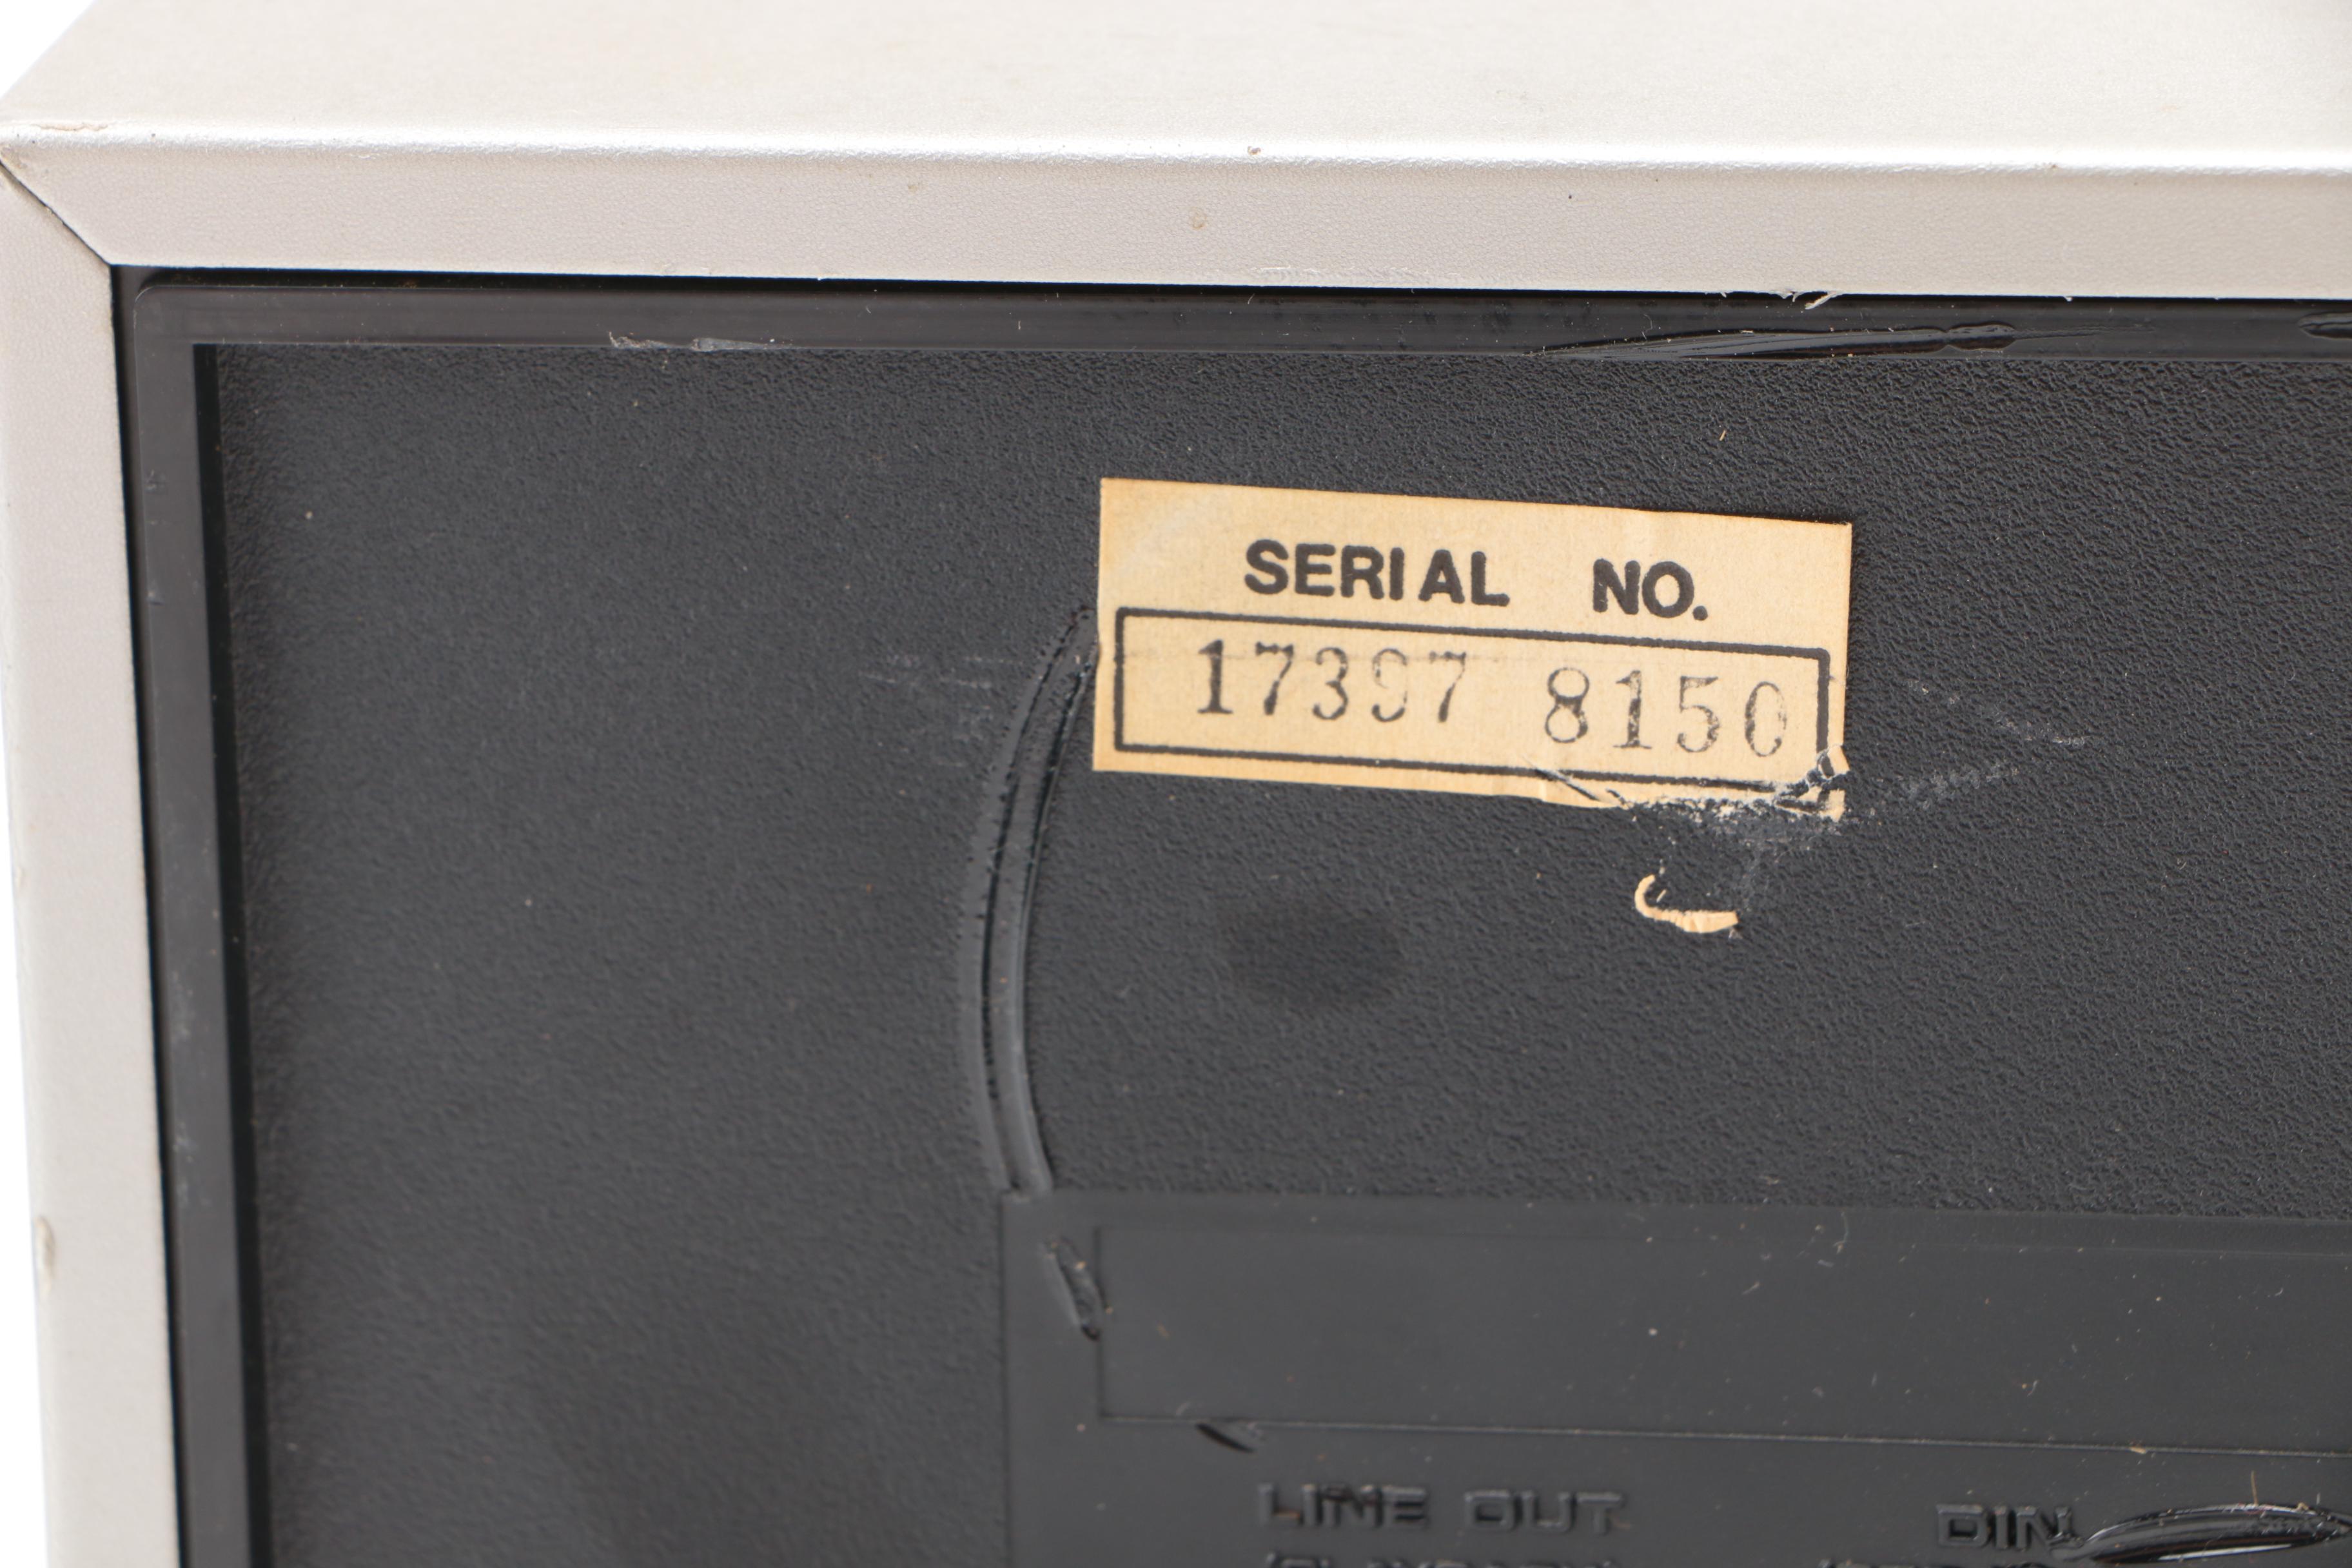 SERIAL NO.
17397 8150
LINE OUT
DIN